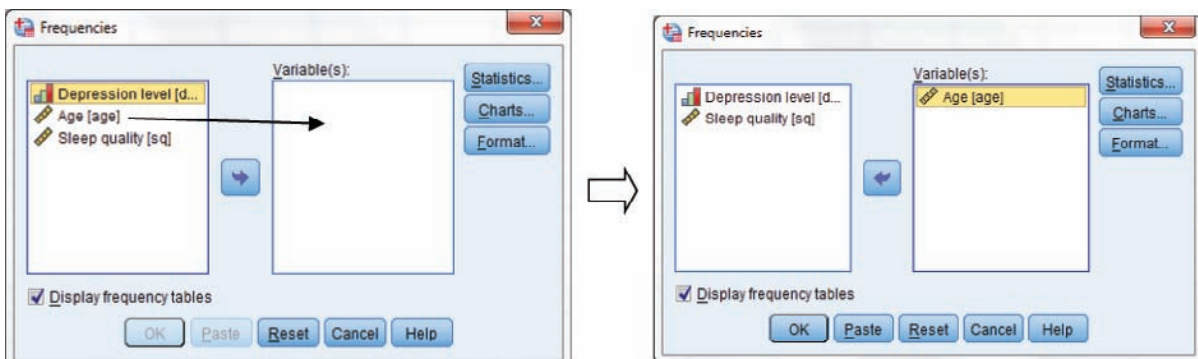 Frequencies
Variable(s):
Depression level [d...
Age [age]
Sleep quality [sq]
Statistics...
Charts...
Format...
Display frequency tables
OK Paste Reset Cancel Help
Frequencies
Variable(s):
Depression level [d...
Sleep quality [sq]
Age [age]
Statistics...
Charts...
Format...
Display frequency tables
OK Paste Reset Cancel Help